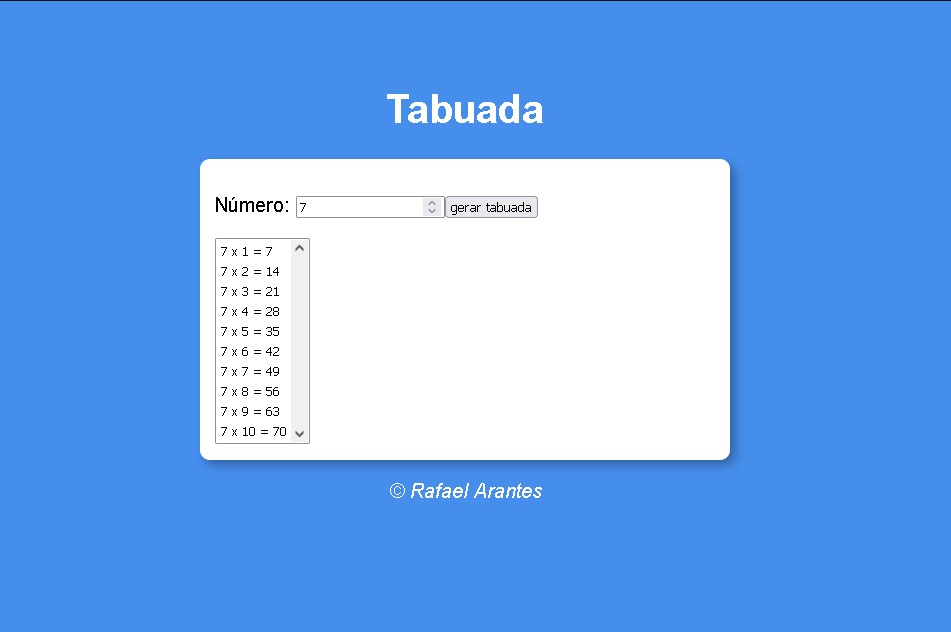 Tabuada
Número: 7 gerar tabuada
7 x 1 = 7
7 x 2 = 14
7 x 3 = 21
7 x 4 = 28
7 x 5 = 35
7 x 6 = 42
7 x 7 = 49
7 x 8 = 56
7 x 9 = 63
7 x 10 = 70
© Rafael Arantes